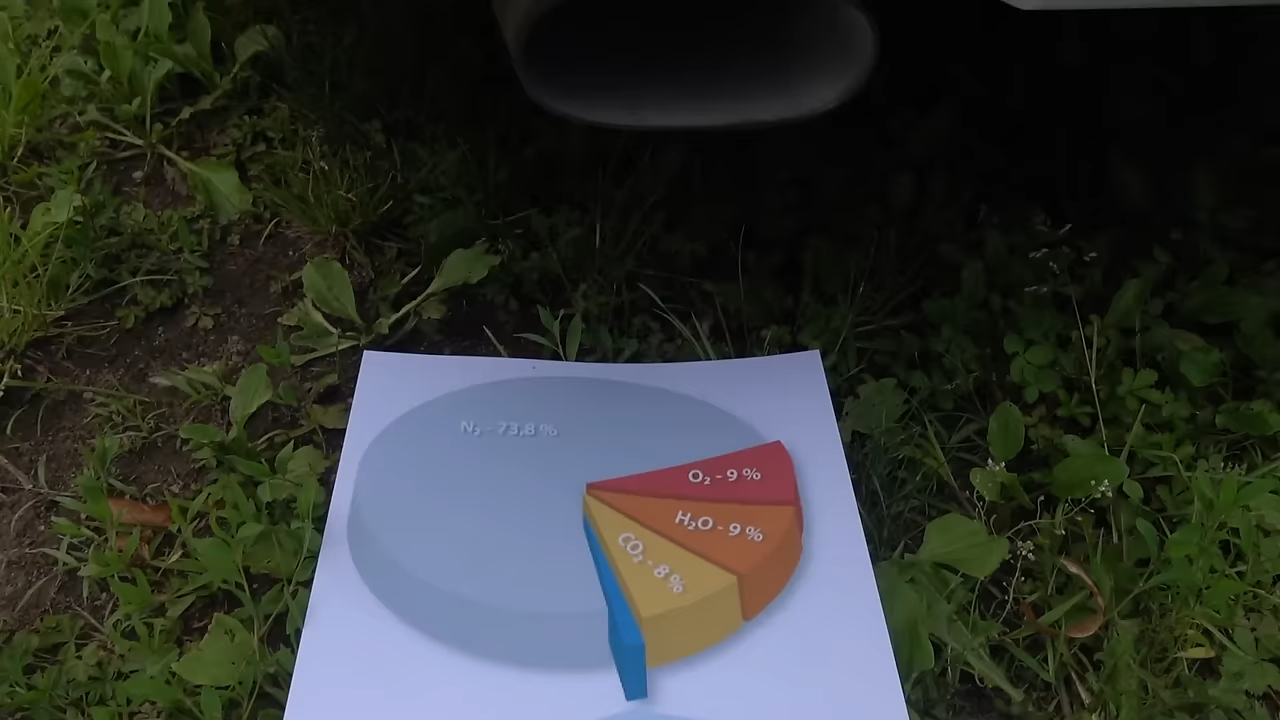 N₂ - 73,8 %
O₂ - 9 %
H₂O - 9 %
CO₂ - 8 %